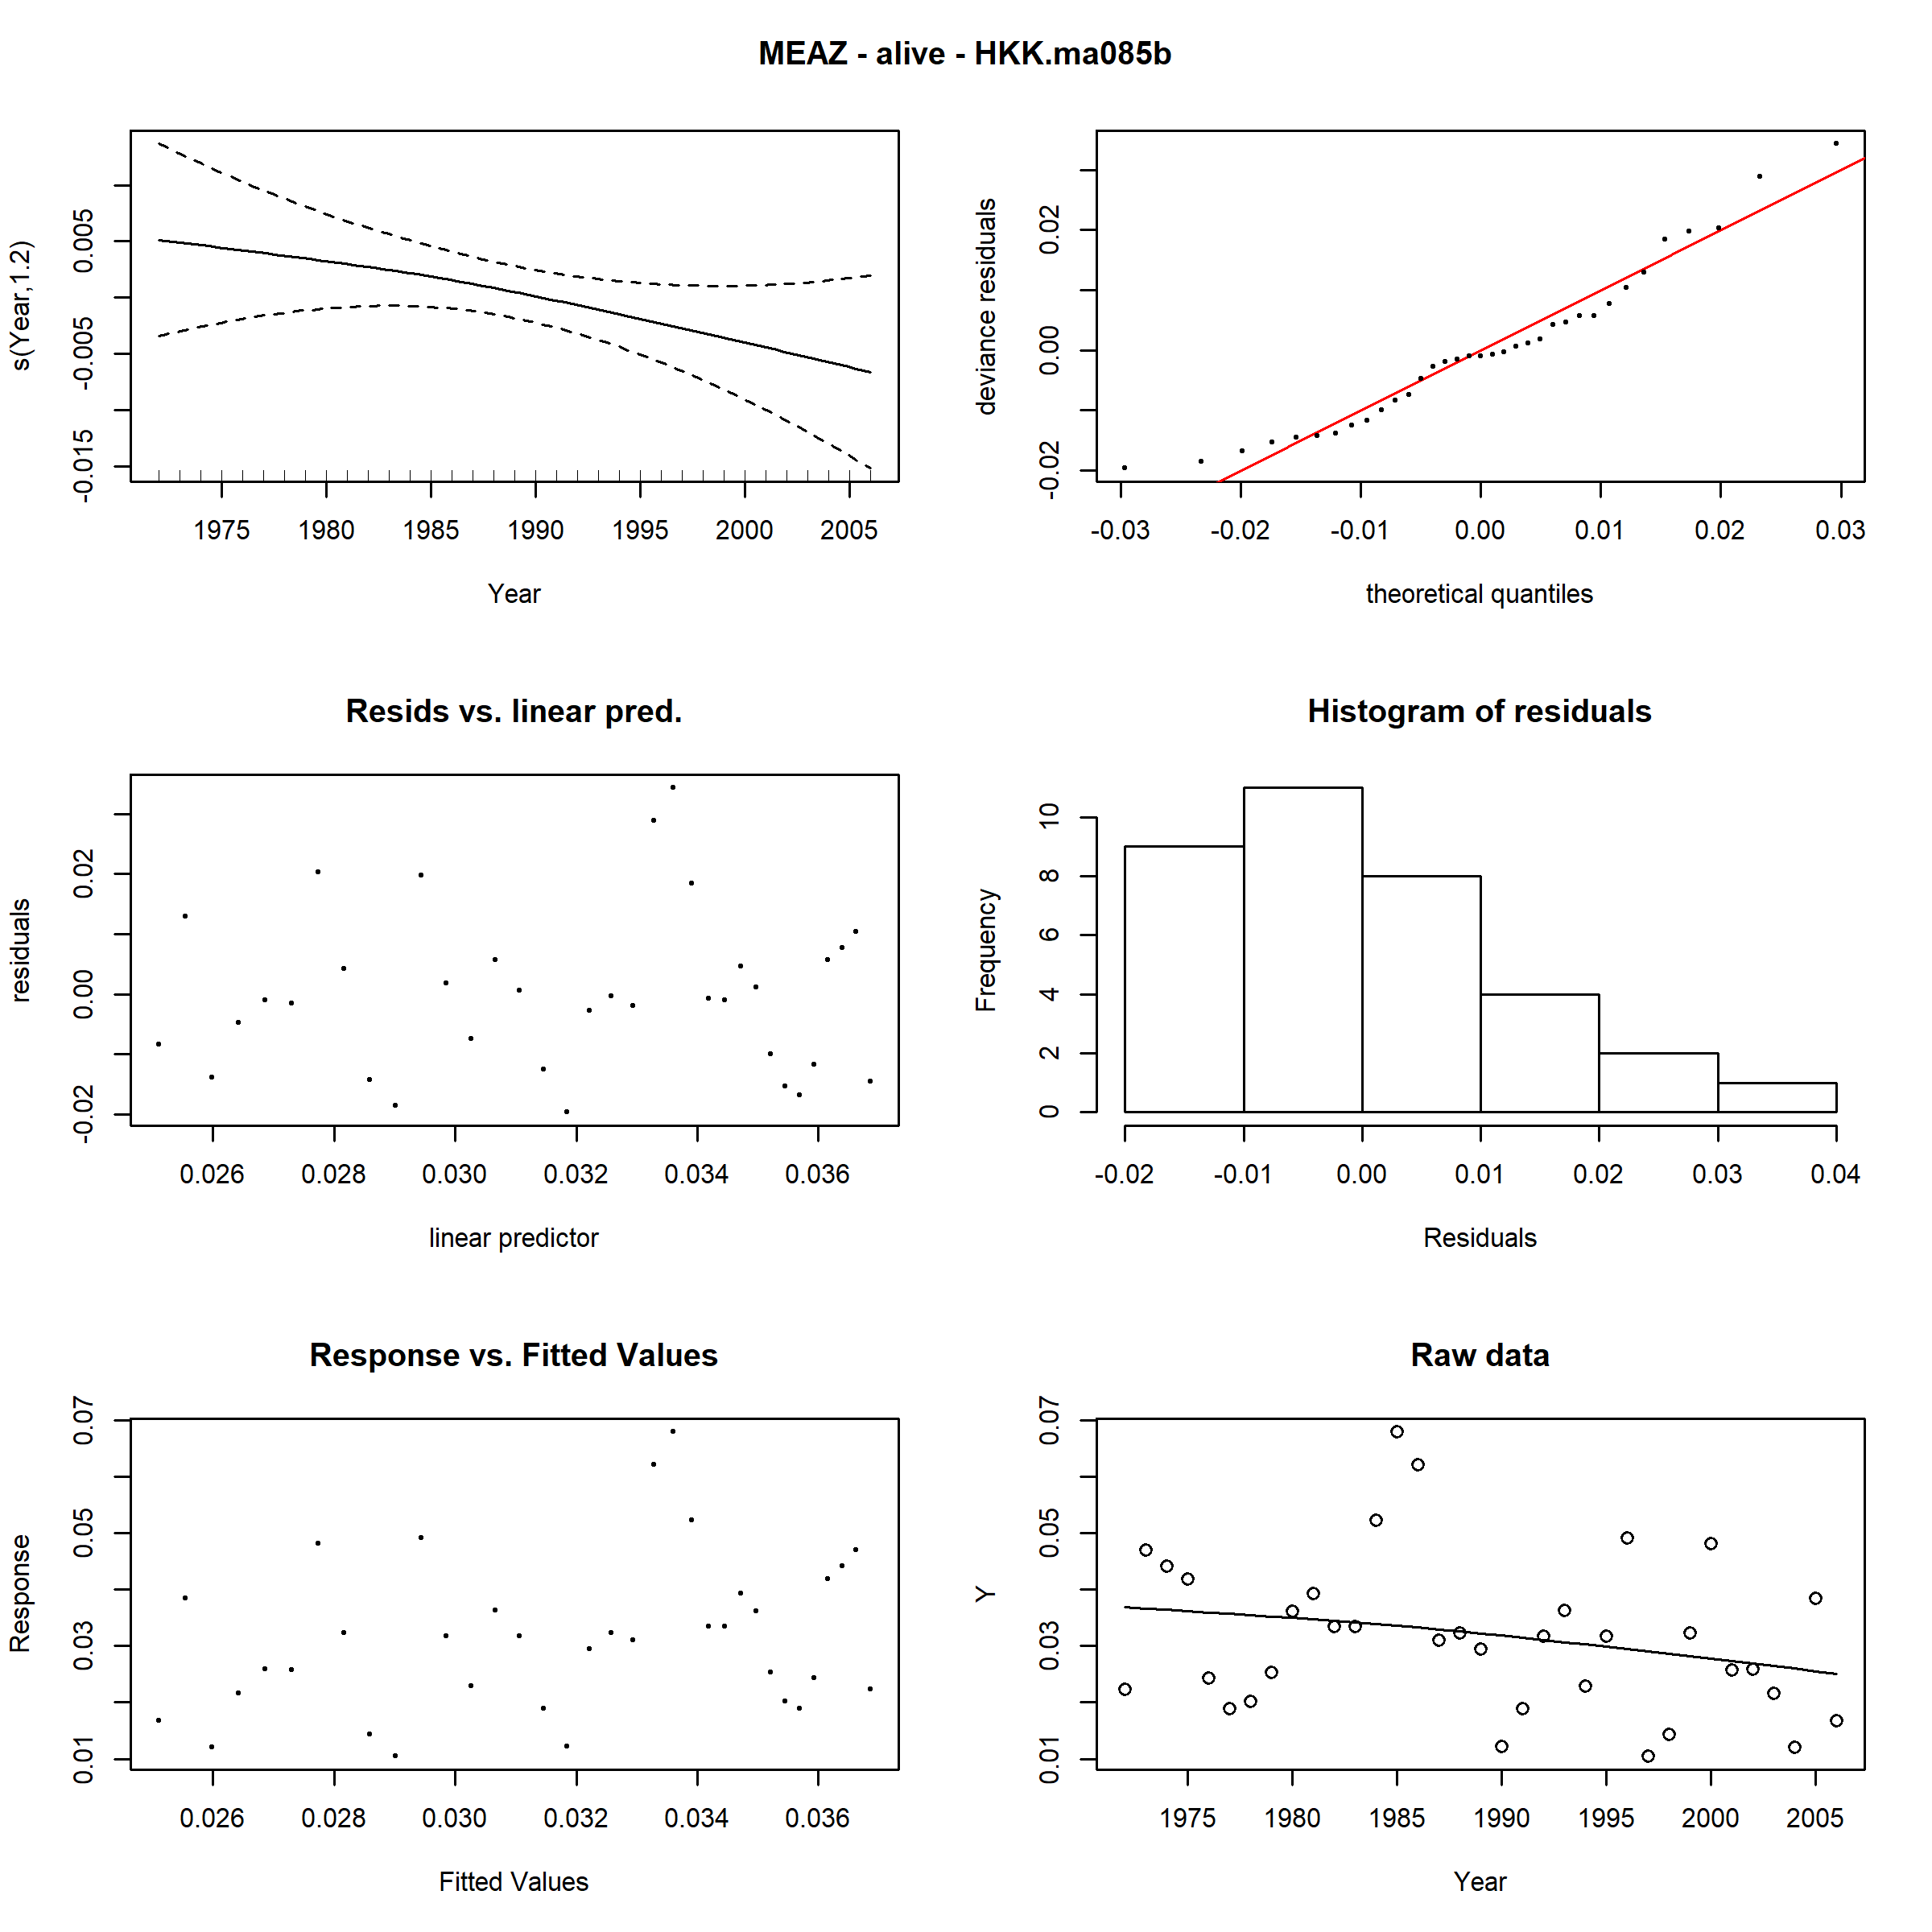 MEAZ - alive - HKK.ma085b
s(Year,1.2)
-0.015 -0.005 0.005
1975 1980 1985 1990 1995 2000 2005
Year
deviance residuals
-0.02 0.00 0.02
-0.03 -0.02 -0.01 0.00 0.01 0.02 0.03
theoretical quantiles
Resids vs. linear pred.
residuals
-0.02 0.00 0.02
0.026 0.028 0.030 0.032 0.034 0.036
linear predictor
Histogram of residuals
Frequency
0 2 4 6 8 10
-0.02 -0.01 0.00 0.01 0.02 0.03 0.04
Residuals
Response vs. Fitted Values
Response
0.01 0.03 0.05 0.07
0.026 0.028 0.030 0.032 0.034 0.036
Fitted Values
Raw data
Y
0.01 0.03 0.05 0.07
1975 1980 1985 1990 1995 2000 2005
Year